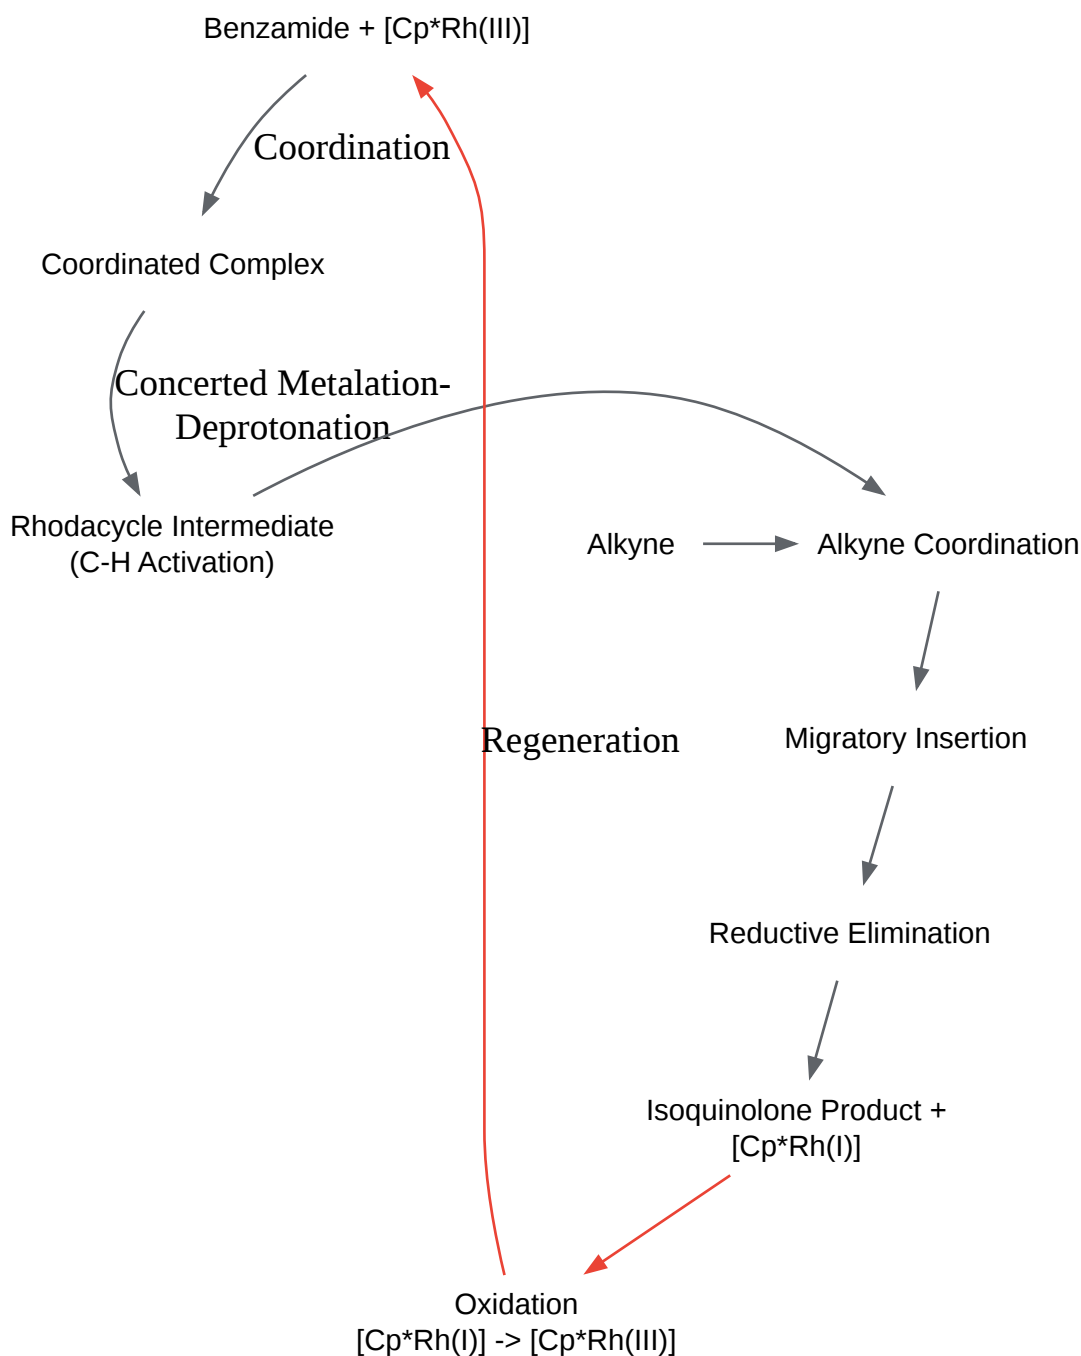 Benzamide + [Cp*Rh(III)]
Coordination
Coordinated Complex
Concerted Metalation-
Deprotonation
Rhodacycle Intermediate
(C-H Activation)
Alkyne
Alkyne Coordination
Regeneration
Migratory Insertion
Reductive Elimination
Isoquinolone Product +
[Cp*Rh(I)]
Oxidation
[Cp*Rh(I)] -> [Cp*Rh(III)]